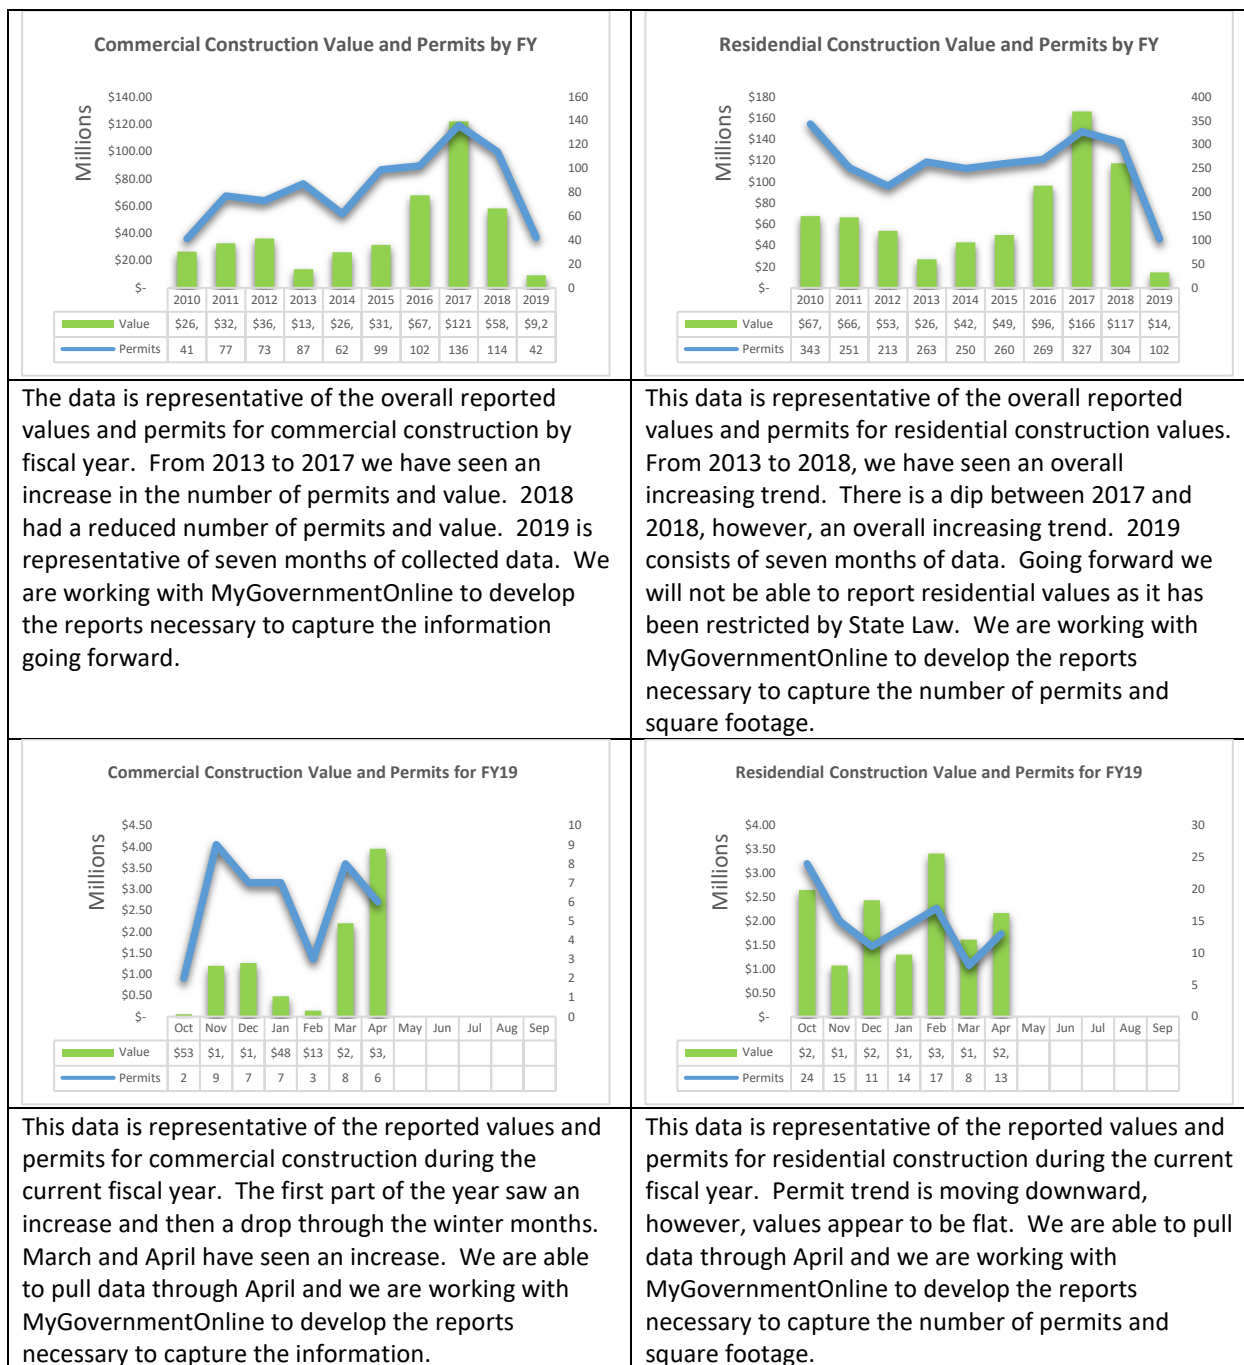 Commercial Construction Value and Permits by FY
Millions
$140.00
$120.00
$100.00
$80.00
$60.00
$40.00
$20.00
$-
160
140
120
100
80
60
40
20
0
2010 2011 2012 2013 2014 2015 2016 2017 2018 2019
Value $26, $32, $36, $13, $26, $31, $67, $121 $58, $9,2
Permits 41 77 73 87 62 99 102 136 114 42
Residendial Construction Value and Permits by FY
Millions
$180
$160
$140
$120
$100
$80
$60
$40
$20
$-
400
350
300
250
200
150
100
50
0
2010 2011 2012 2013 2014 2015 2016 2017 2018 2019
Value $67, $66, $53, $26, $42, $49, $96, $166 $117 $14,
Permits 343 251 213 263 250 260 269 327 304 102
The data is representative of the overall reported
values and permits for commercial construction by
fiscal year. From 2013 to 2017 we have seen an
increase in the number of permits and value. 2018
had a reduced number of permits and value. 2019 is
representative of seven months of collected data. We
are working with MyGovernmentOnline to develop
the reports necessary to capture the information
going forward.
This data is representative of the overall reported
values and permits for residential construction values.
From 2013 to 2018, we have seen an overall
increasing trend. There is a dip between 2017 and
2018, however, an overall increasing trend. 2019
consists of seven months of data. Going forward we
will not be able to report residential values as it has
been restricted by State Law. We are working with
MyGovernmentOnline to develop the reports
necessary to capture the number of permits and
square footage.
Commercial Construction Value and Permits for FY19
Millions
$4.50
$4.00
$3.50
$3.00
$2.50
$2.00
$1.50
$1.00
$0.50
$-
10
9
8
7
6
5
4
3
2
1
0
Oct Nov Dec Jan Feb Mar Apr May Jun Jul Aug Sep
Value $53 $1, $1, $48 $13 $2, $3,
Permits 2 9 7 7 3 8 6
Residendial Construction Value and Permits for FY19
Millions
$4.00
$3.50
$3.00
$2.50
$2.00
$1.50
$1.00
$0.50
$-
30
25
20
15
10
5
0
Oct Nov Dec Jan Feb Mar Apr May Jun Jul Aug Sep
Value $2, $1, $2, $1, $3, $1, $2,
Permits 24 15 11 14 17 8 13
This data is representative of the reported values and
permits for commercial construction during the
current fiscal year. The first part of the year saw an
increase and then a drop through the winter months.
March and April have seen an increase. We are able
to pull data through April and we are working with
MyGovernmentOnline to develop the reports
necessary to capture the information.
This data is representative of the reported values and
permits for residential construction during the current
fiscal year. Permit trend is moving downward,
however, values appear to be flat. We are able to pull
data through April and we are working with
MyGovernmentOnline to develop the reports
necessary to capture the number of permits and
square footage.